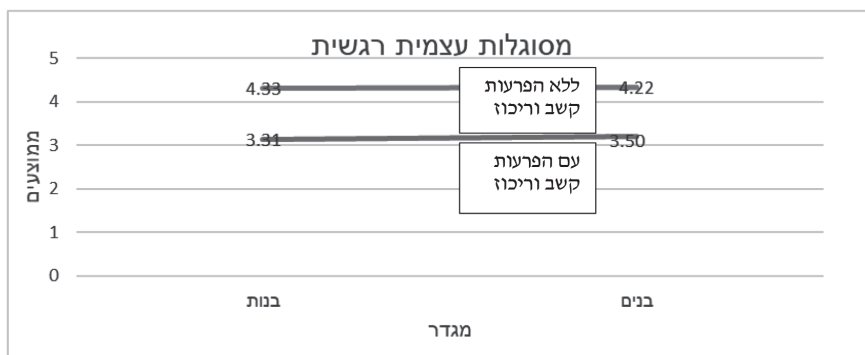 מסוגלות עצמית רגשית
5
4
3
2
1
0
ממוצעים
4.33
4.22
3.31
3.50
ללא הפרעות
קשב וריכוז
עם הפרעות
קשב וריכוז
בנות
בנים
מגדר